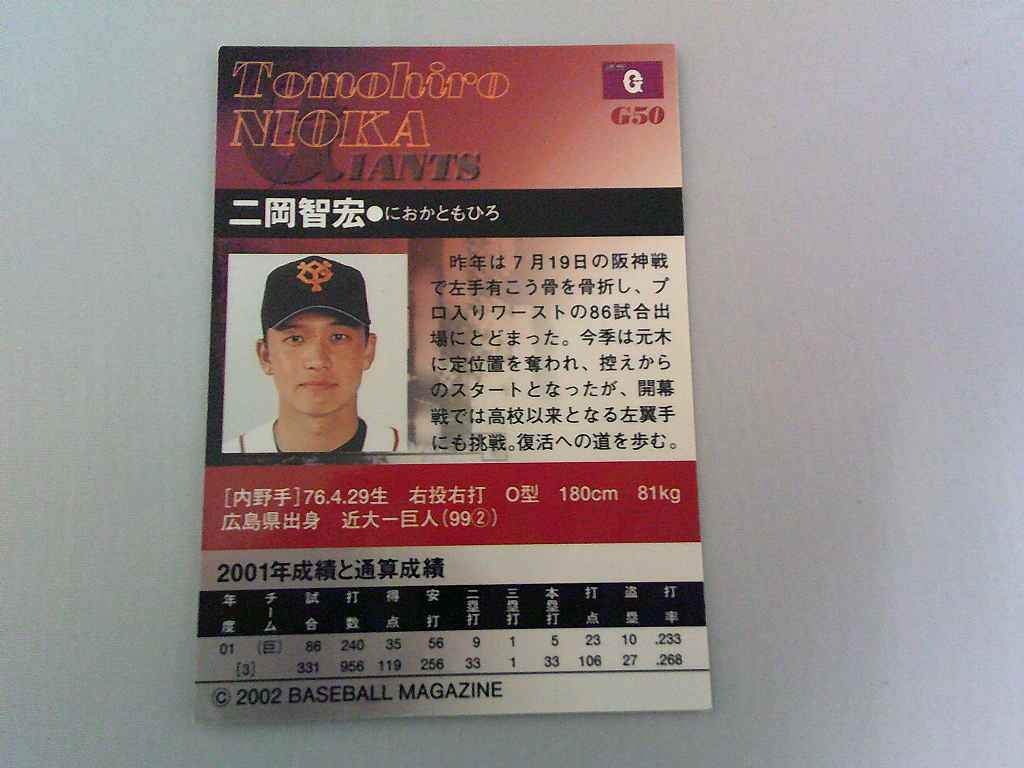 Tomohiro
NIOKA
GIANTS
G
G50
二岡智宏●におかともひろ
YG
昨年は7月19日の阪神戦
で左手有こう骨を骨折し、プ
ロ入りワーストの86試合出
場にとどまった。今季は元木
に定位置を奪われ、控えから
のスタートとなったが、開幕
戦では高校以来となる左翼手
にも挑戦。復活への道を歩む。
[内野手]76.4.29生 右投右打 O型 180cm 81kg
広島県出身 近大ー巨人(99②)
2001年成績と通算成績
年度 チーム 試合 打数 得点 安打 二塁打 三塁打 本塁打 打点 盗塁 打率
01 (巨) 86 240 35 56 9 1 5 23 10 .233
{3} 331 956 119 256 33 1 33 106 27 .268
© 2002 BASEBALL MAGAZINE